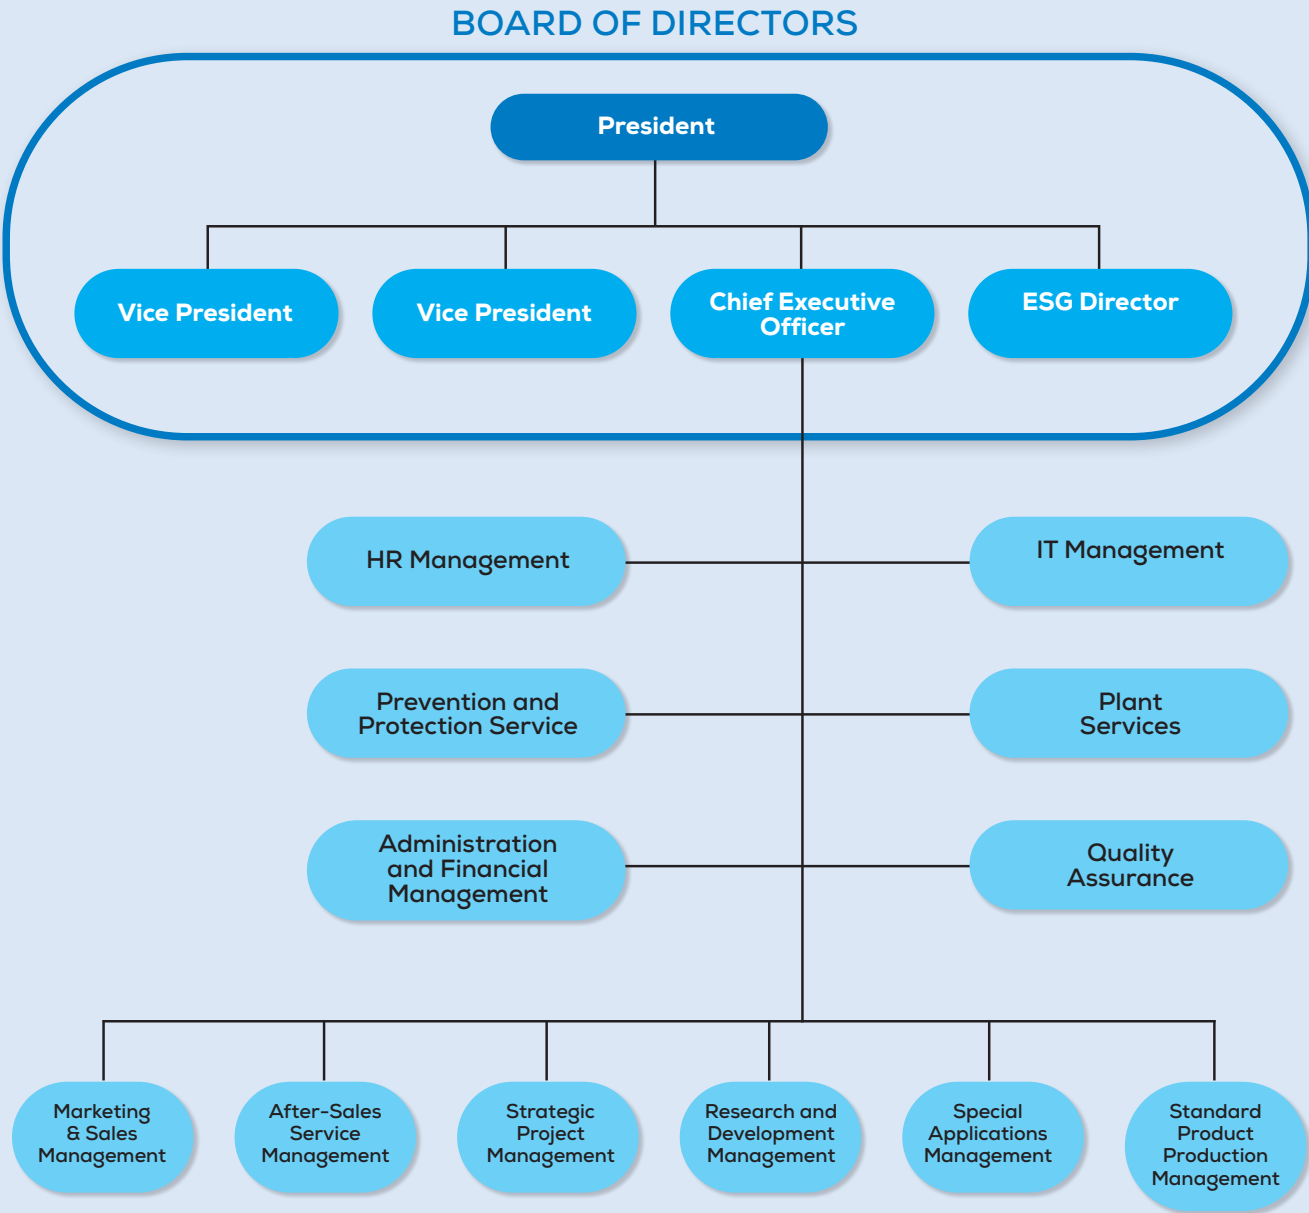 BOARD OF DIRECTORS
President
Vice President
Vice President
Chief Executive
Officer
ESG Director
HR Management
IT Management
Prevention and
Protection Service
Plant
Services
Administration
and Financial
Management
Quality
Assurance
Marketing
& Sales
Management
After-Sales
Service
Management
Strategic
Project
Management
Research and
Development
Management
Special
Applications
Management
Standard
Product
Production
Management